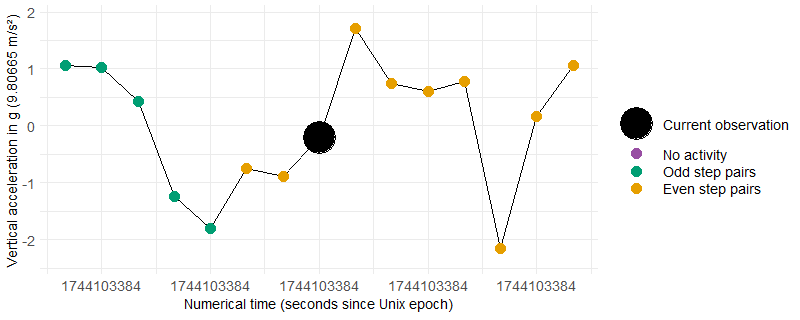 Vertical acceleration in g (9.80665 m/s²)
2
1
0
-1
-2
1744103384 1744103384 1744103384 1744103384 1744103384
Numerical time (seconds since Unix epoch)
Current observation
No activity
Odd step pairs
Even step pairs